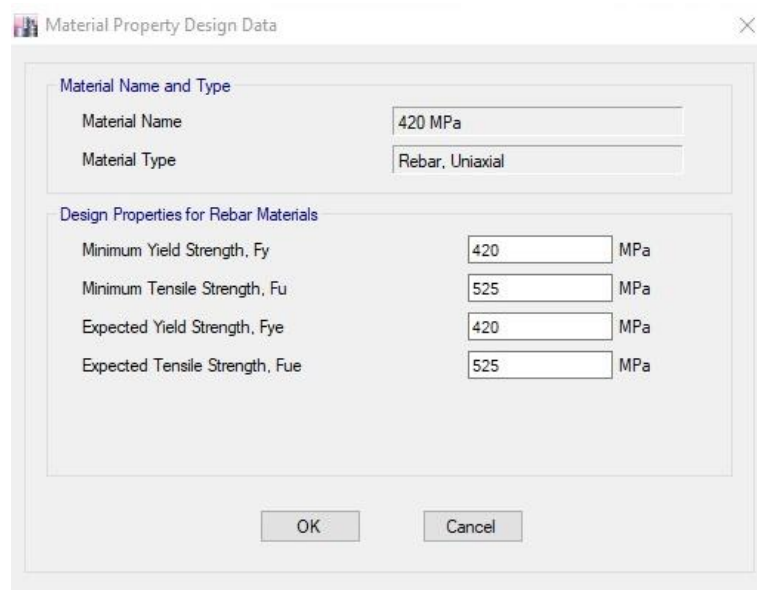 Material Property Design Data
Material Name and Type
Material Name 420 MPa
Material Type Rebar, Uniaxial
Design Properties for Rebar Materials
Minimum Yield Strength, Fy 420 MPa
Minimum Tensile Strength, Fu 525 MPa
Expected Yield Strength, Fye 420 MPa
Expected Tensile Strength, Fue 525 MPa
OK Cancel